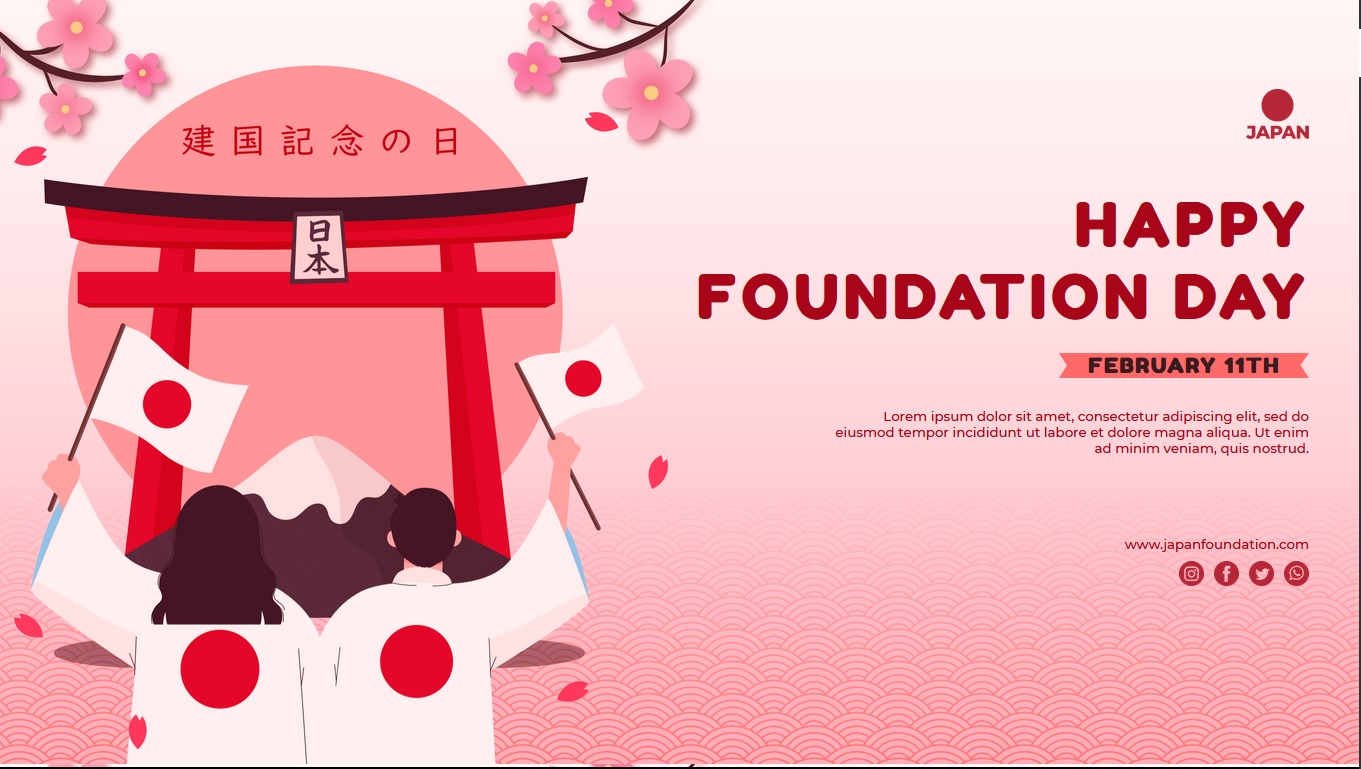 建国記念の日
日
本
JAPAN
HAPPY
FOUNDATION DAY
FEBRUARY 11TH
Lorem ipsum dolor sit amet, consectetur adipiscing elit, sed do
eiusmod tempor incididunt ut labore et dolore magna aliqua. Ut enim
ad minim veniam, quis nostrud.
www.japanfoundation.com